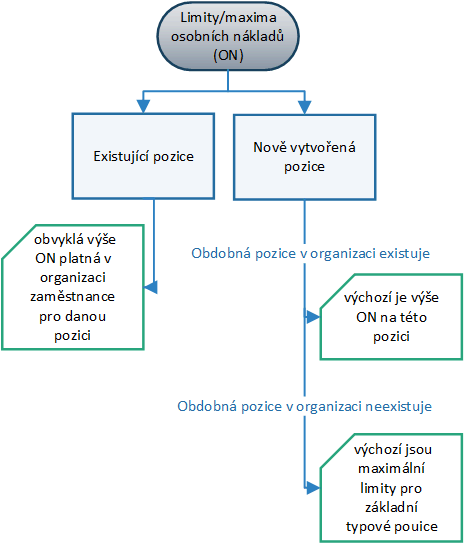 Limity/maxima
osobních nákladů
(ON)
Existující pozice
Nově vytvořená
pozice
obvyklá výše
ON platná v
organizaci
zaměstnance
pro danou
pozici
Obdobná pozice v organizaci existuje
výchozí je výše
ON na této
pozici
Obdobná pozice v organizaci neexistuje
výchozí jsou
maximální
limity pro
základní
typové pouice